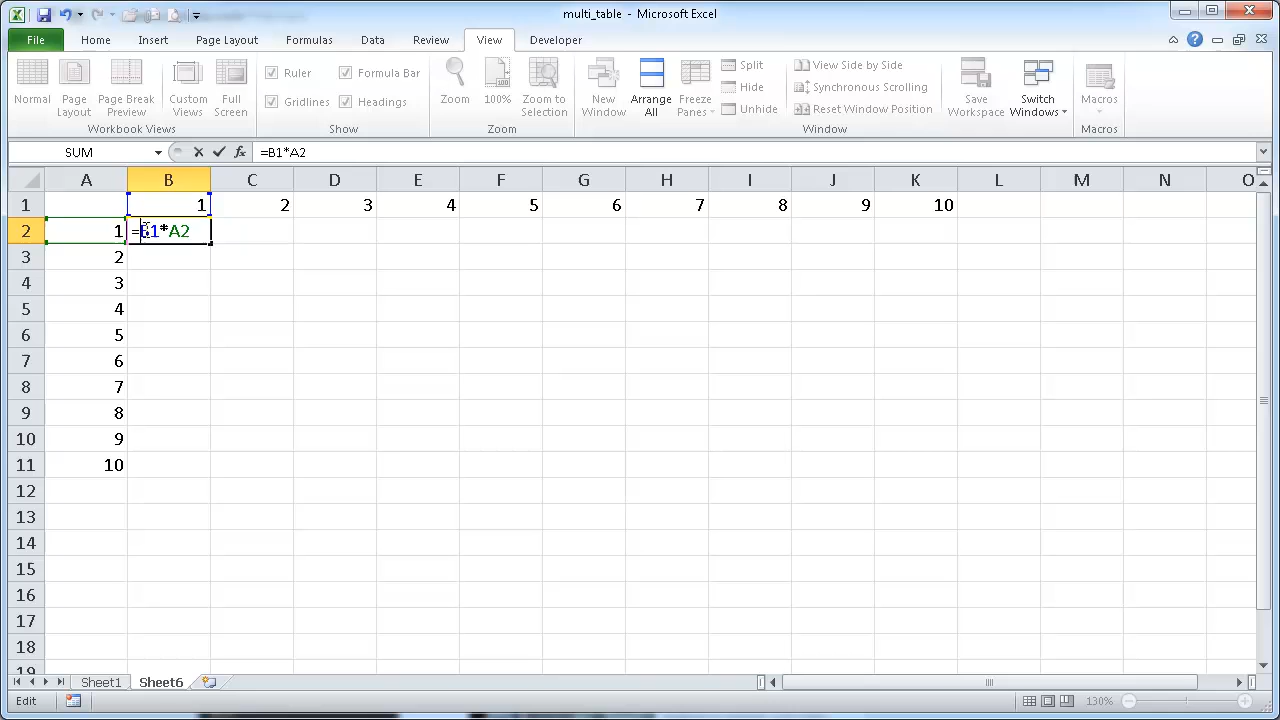 multi_table - Microsoft Excel
File Home Insert Page Layout Formulas Data Review View Developer
Normal Page Layout Page Break Preview Custom Views Full Screen
Workbook Views
Ruler Formula Bar
Gridlines Headings
Show
Zoom 100% Zoom to Selection
Zoom
New Window Arrange All Freeze Panes
Split
Hide
Unhide
View Side by Side
Synchronous Scrolling
Reset Window Position
Window
Save Workspace Switch Windows
Macros
Macros
SUM =B1*A2
A B C D E F G H I J K L M N O
1 1 2 3 4 5 6 7 8 9 10
2 1 =B1*A2
3 2
4 3
5 4
6 5
7 6
8 7
9 8
10 9
11 10
12
13
14
15
16
17
18
19
Sheet1 Sheet6
Edit 130%